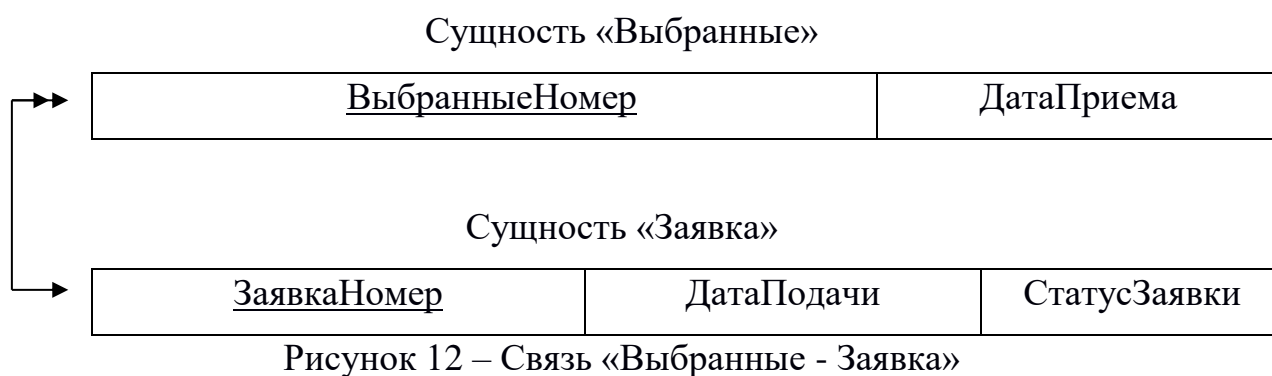 Сущность «Выбранные»
ВыбранныеНомер ДатаПриема
Сущность «Заявка»
ЗаявкаНомер ДатаПодачи СтатусЗаявки
Рисунок 12 – Связь «Выбранные - Заявка»